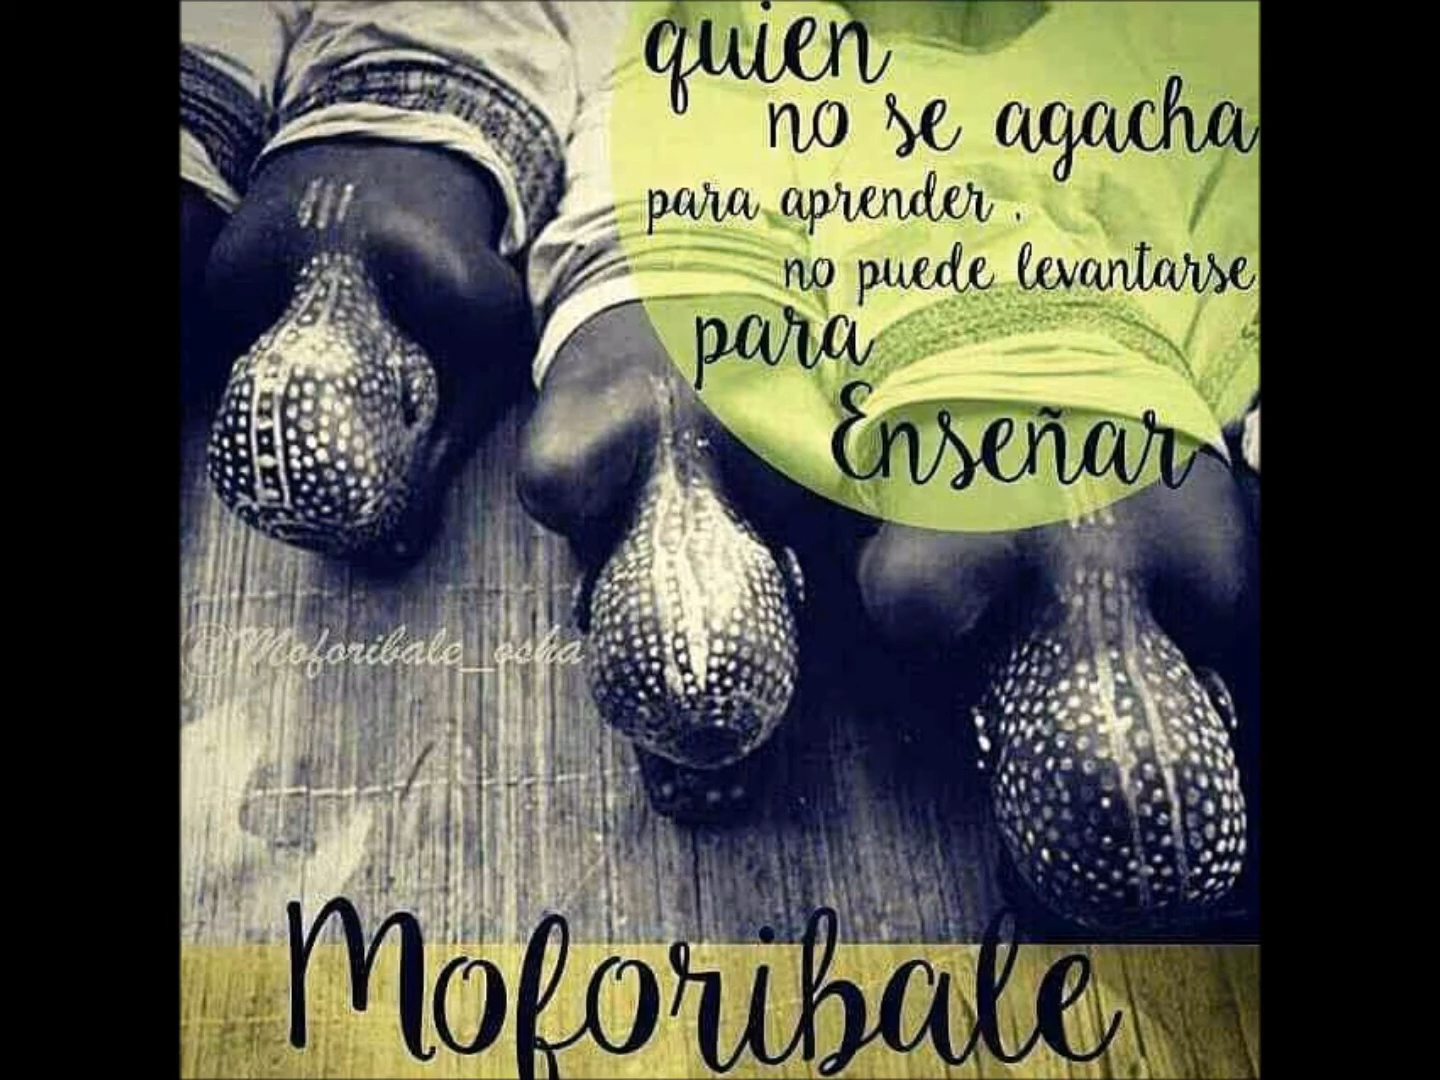 quien
no se agacha
para aprender .
no puede levantarse
para
Enseñar
@Moforibale_osha
Moforibale